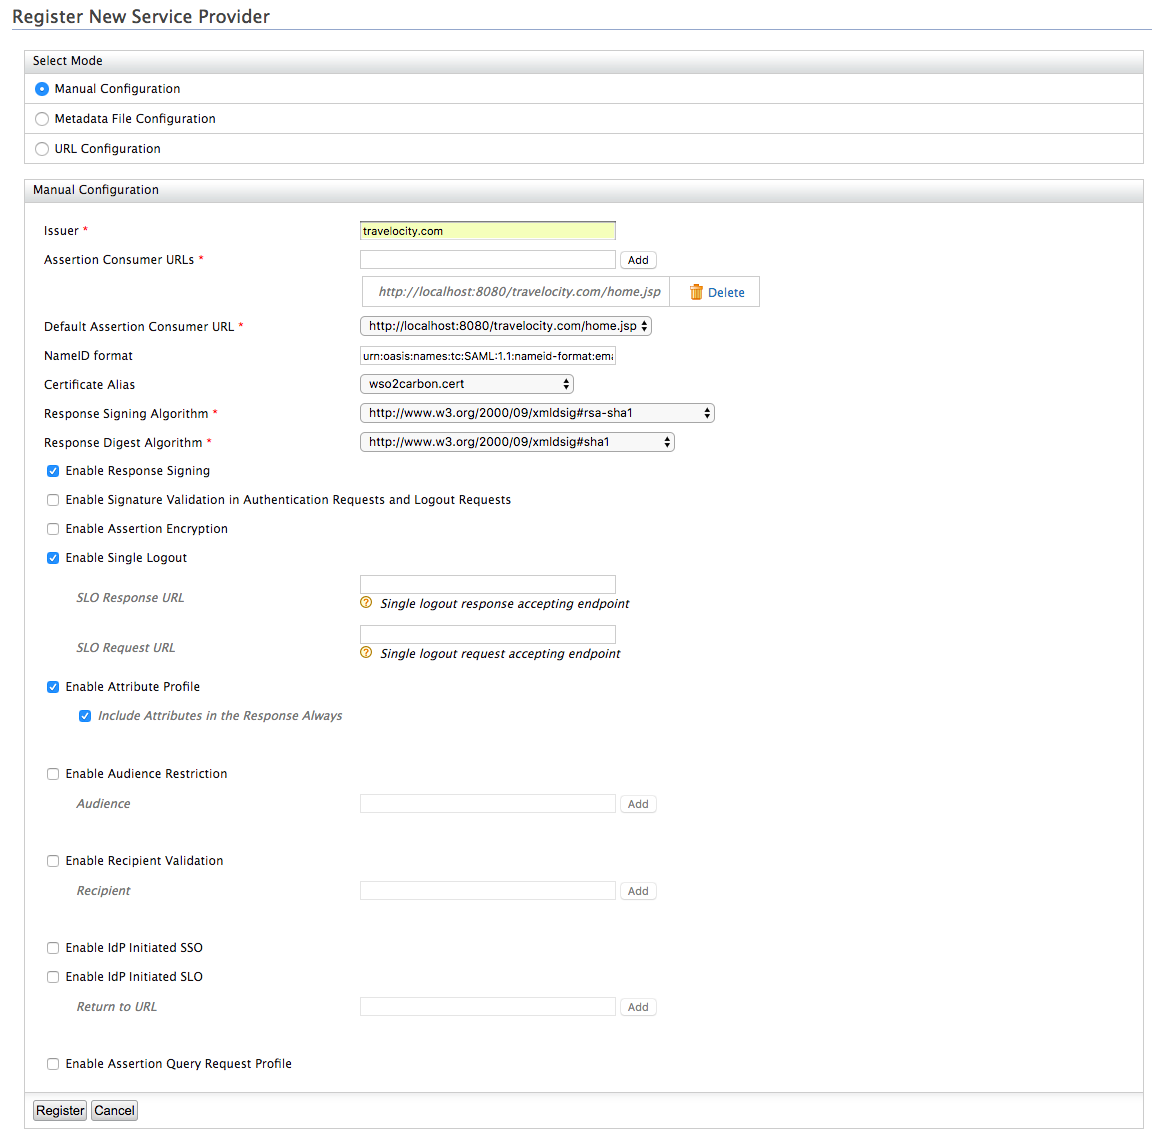 Register New Service Provider
Select Mode
Manual Configuration
Metadata File Configuration
URL Configuration
Manual Configuration
Issuer *
travelocity.com
Assertion Consumer URLs *
Add
http://localhost:8080/travelocity.com/home.jsp
Delete
Default Assertion Consumer URL *
http://localhost:8080/travelocity.com/home.jsp
NameID format
urn:oasis:names:tc:SAML:1.1:nameid-format:ema
Certificate Alias
wso2carbon.cert
Response Signing Algorithm *
http://www.w3.org/2000/09/xmldsig#rsa-sha1
Response Digest Algorithm *
http://www.w3.org/2000/09/xmldsig#sha1
Enable Response Signing
Enable Signature Validation in Authentication Requests and Logout Requests
Enable Assertion Encryption
Enable Single Logout
SLO Response URL
? Single logout response accepting endpoint
SLO Request URL
? Single logout request accepting endpoint
Enable Attribute Profile
Include Attributes in the Response Always
Enable Audience Restriction
Audience
Add
Enable Recipient Validation
Recipient
Add
Enable IdP Initiated SSO
Enable IdP Initiated SLO
Return to URL
Add
Enable Assertion Query Request Profile
Register Cancel